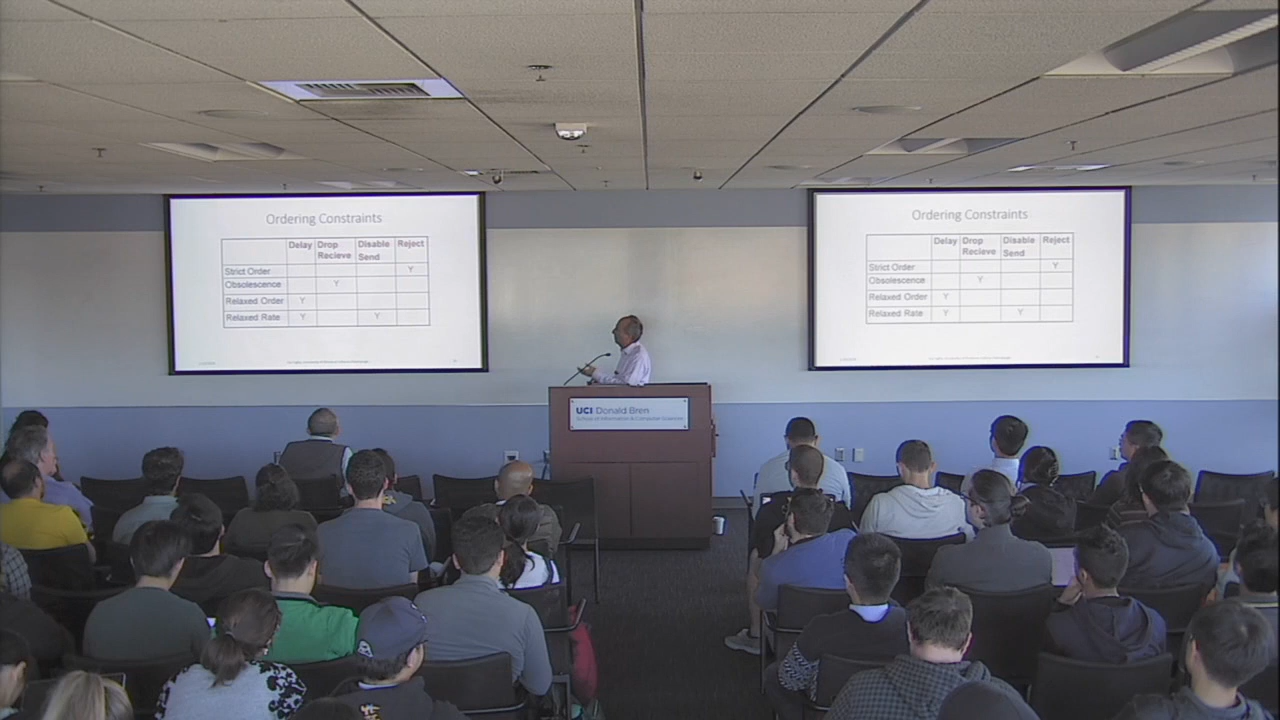 Ordering Constraints
Delay Drop Recieve Disable Send Reject
Strict Order Y
Obsolescence Y
Relaxed Order Y
Relaxed Rate Y Y
UCI Donald Bren
School of Information & Computer Sciences
Ordering Constraints
Delay Drop Recieve Disable Send Reject
Strict Order Y
Obsolescence Y
Relaxed Order Y
Relaxed Rate Y Y